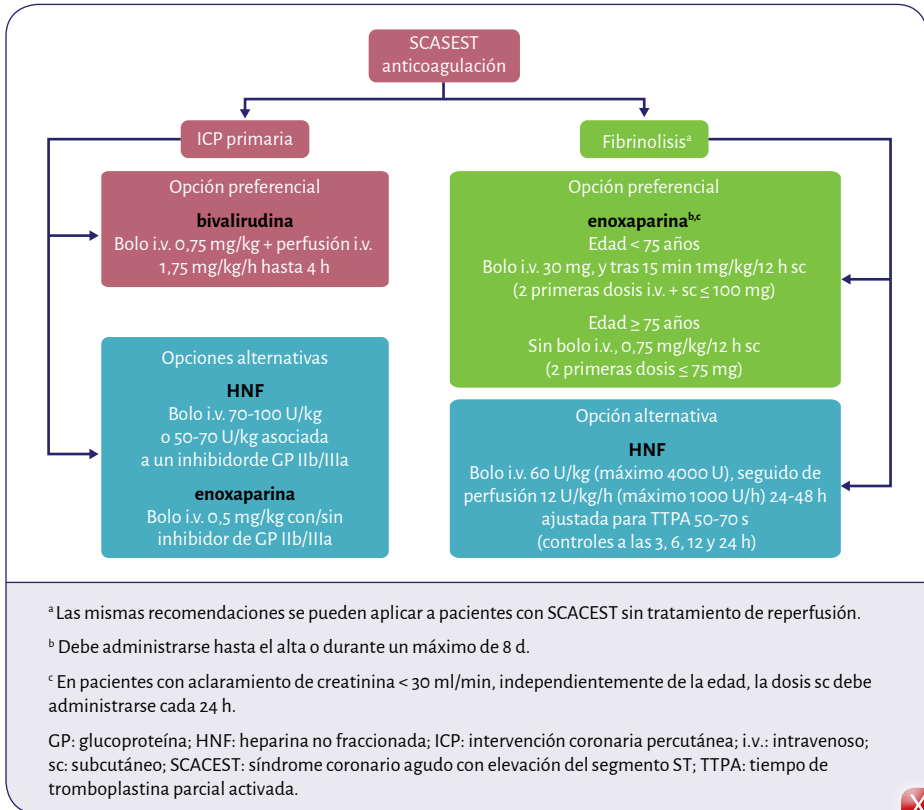 SCASEST
anticoagulación
ICP primaria
Opción preferencial
bivalirudina
Bolo i.v. 0,75 mg/kg + perfusión i.v.
1,75 mg/kg/h hasta 4 h
Opciones alternativas
HNF
Bolo i.v. 70-100 U/kg
o 50-70 U/kg asociada
a un inhibidorde GP IIb/IIIa
enoxaparina
Bolo i.v. 0,5 mg/kg con/sin
inhibidor de GP IIb/IIIa
Fibrinolisisª
Opción preferencial
enoxaparinab,c
Edad < 75 años
Bolo i.v. 30 mg, y tras 15 min 1mg/kg/12 h sc
(2 primeras dosis i.v. + sc ≤ 100 mg)
Edad ≥ 75 años
Sin bolo i.v., 0,75 mg/kg/12 h sc
(2 primeras dosis ≤ 75 mg)
Opción alternativa
HNF
Bolo i.v. 60 U/kg (máximo 4000 U), seguido de
perfusión 12 U/kg/h (máximo 1000 U/h) 24-48 h
ajustada para TTPA 50-70 s
(controles a las 3, 6, 12 y 24 h)
a Las mismas recomendaciones se pueden aplicar a pacientes con SCACEST sin tratamiento de reperfusión.
b Debe administrarse hasta el alta o durante un máximo de 8 d.
c En pacientes con aclaramiento de creatinina < 30 ml/min, independientemente de la edad, la dosis sc debe
administrarse cada 24 h.
GP: glucoproteína; HNF: heparina no fraccionada; ICP: intervención coronaria percutánea; i.v.: intravenoso;
sc: subcutáneo; SCACEST: síndrome coronario agudo con elevación del segmento ST; TTPA: tiempo de
tromboplastina parcial activada.
X